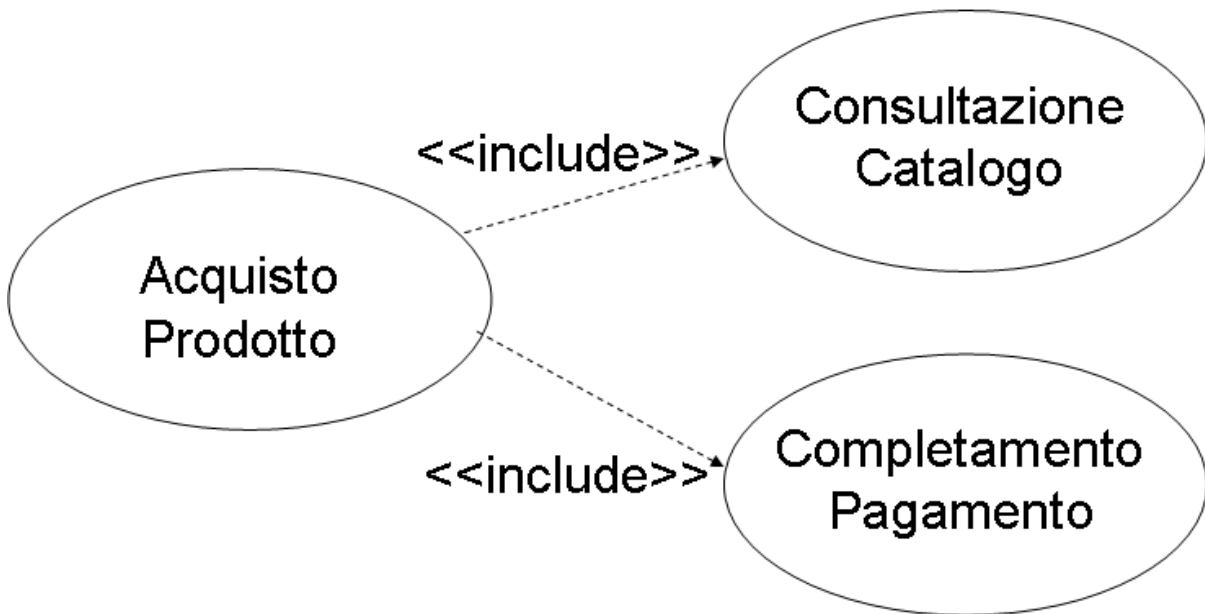 Consultazione
Catalogo
<<include>>
Acquisto
Prodotto
<<include>>
Completamento
Pagamento